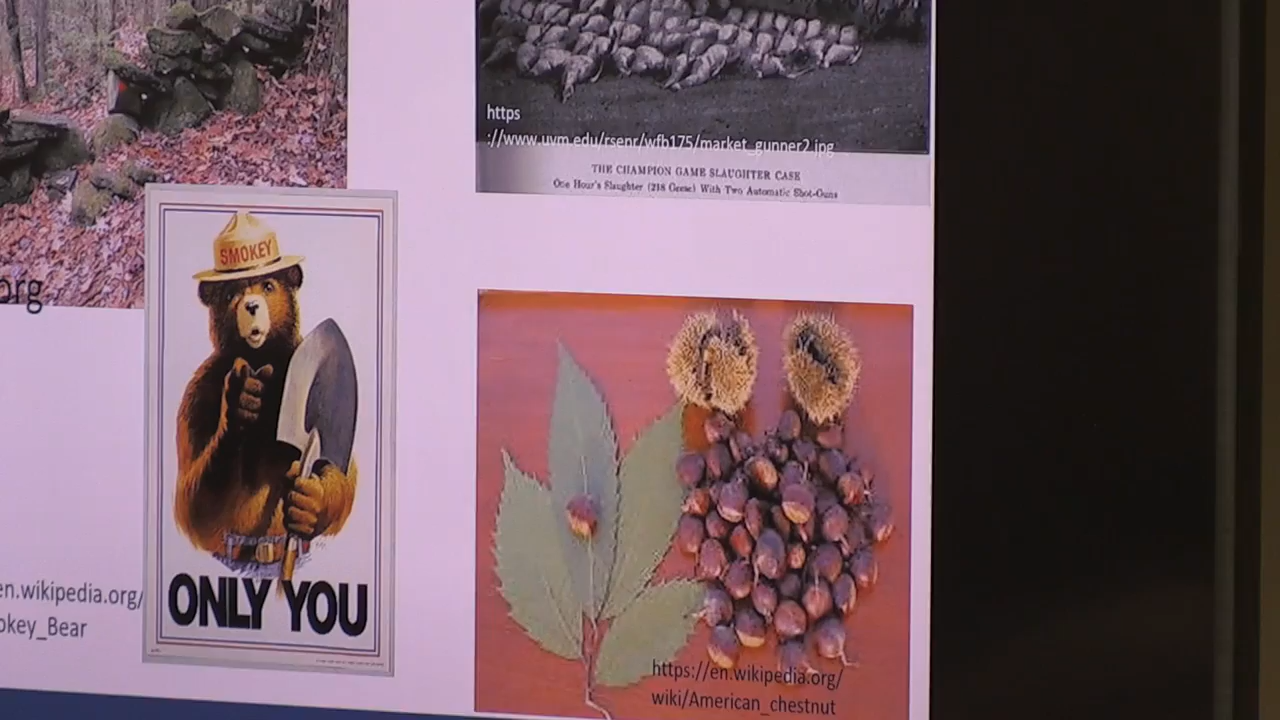 https
://www.uvm.edu/rsenr/wfb175/market_gunner2.jpg
THE CHAMPION GAME SLAUGHTER CASE
One Hour's Slaughter (218 Geese) With Two Automatic Shot-Guns
org
SMOKEY
ONLY YOU
en.wikipedia.org/
okey_Bear
https://en.wikipedia.org/
wiki/American_chestnut